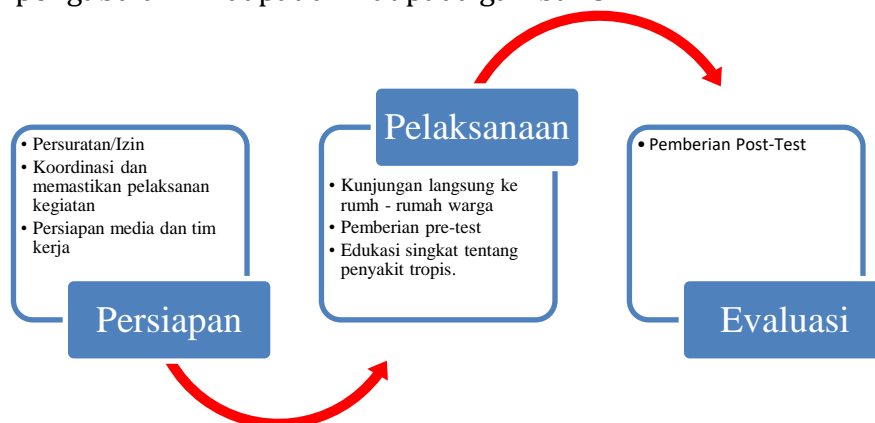 • Persuratan/Izin
• Koordinasi dan
memastikan pelaksanan
kegiatan
• Persiapan media dan tim
kerja
Persiapan
Pelaksanaan
• Kunjungan langsung ke
rumh - rumah warga
• Pemberian pre-test
• Edukasi singkat tentang
penyakit tropis.
• Pemberian Post-Test
Evaluasi